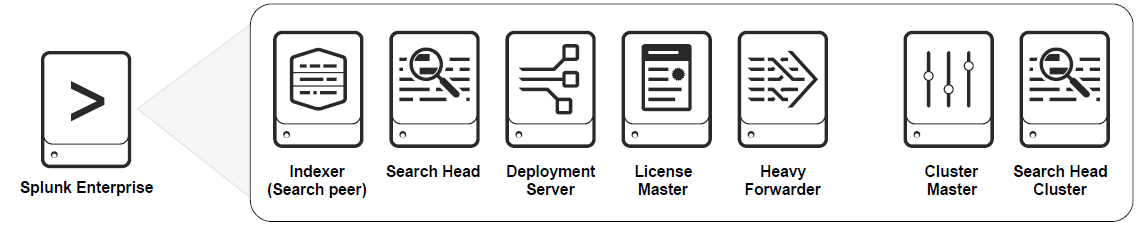 >
Splunk Enterprise
Indexer
(Search peer)
Search Head
Deployment
Server
License
Master
Heavy
Forwarder
Cluster
Master
Search Head
Cluster